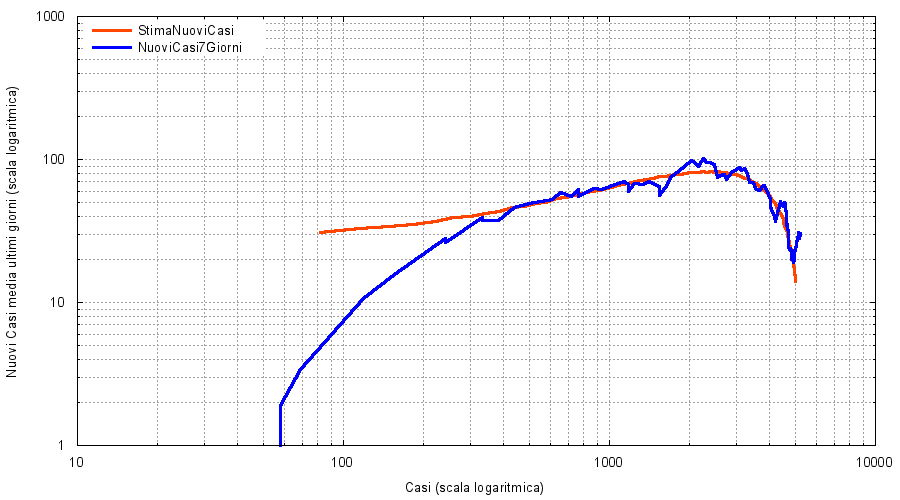 1000
StimaNuoviCasi
NuoviCasi7Giorni
100
10
1
10
100
1000
10000
Nuovi Casi media ultimi giorni (scala logaritmica)
Casi (scala logaritmica)